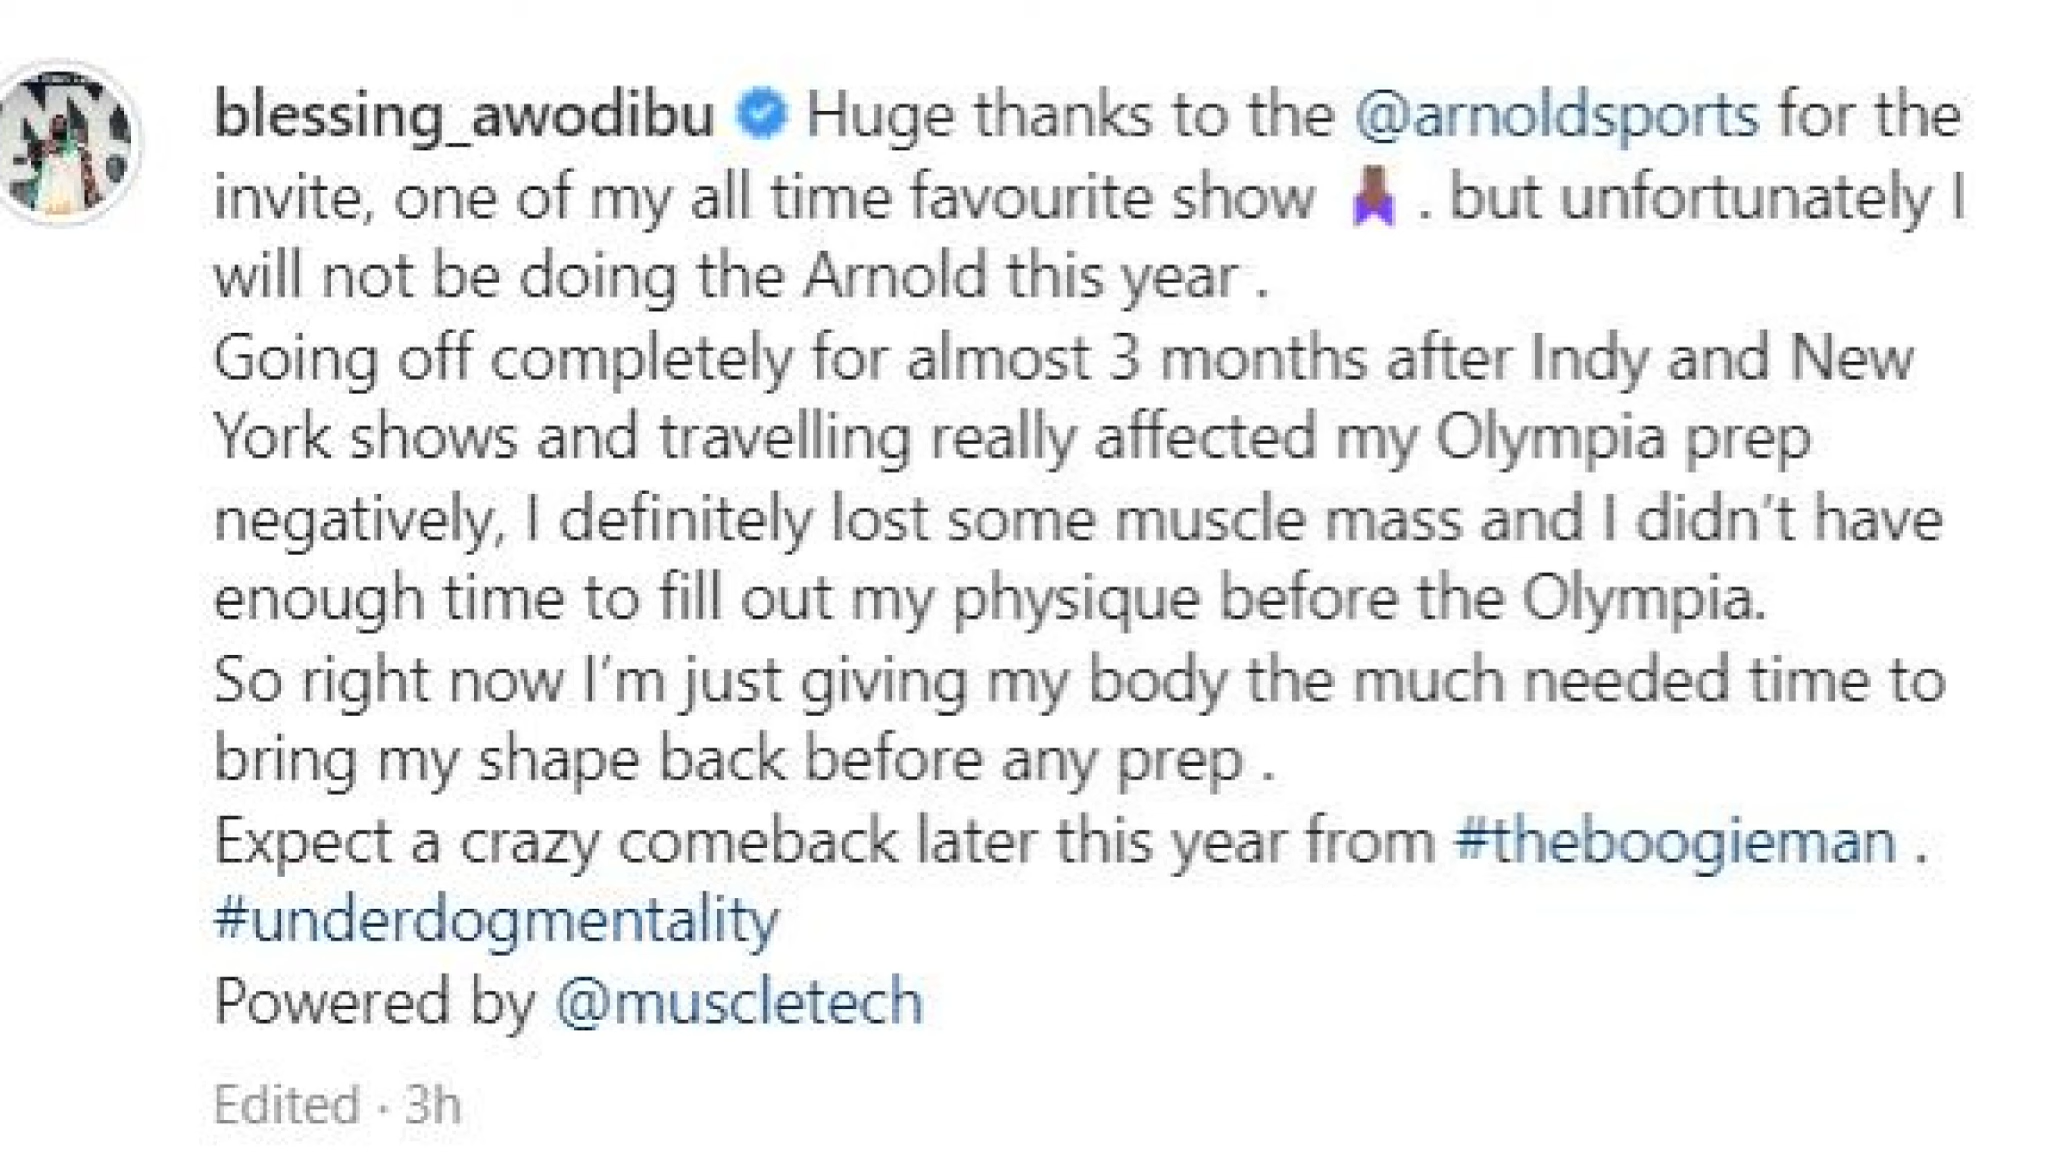 blessing_awodibu Huge thanks to the @arnoldsports for the
invite, one of my all time favourite show 🙏🏾 . but unfortunately I
will not be doing the Arnold this year .
Going off completely for almost 3 months after Indy and New
York shows and travelling really affected my Olympia prep
negatively, I definitely lost some muscle mass and I didn’t have
enough time to fill out my physique before the Olympia.
So right now I’m just giving my body the much needed time to
bring my shape back before any prep .
Expect a crazy comeback later this year from #theboogieman .
#underdogmentality
Powered by @muscletech
Edited · 3h